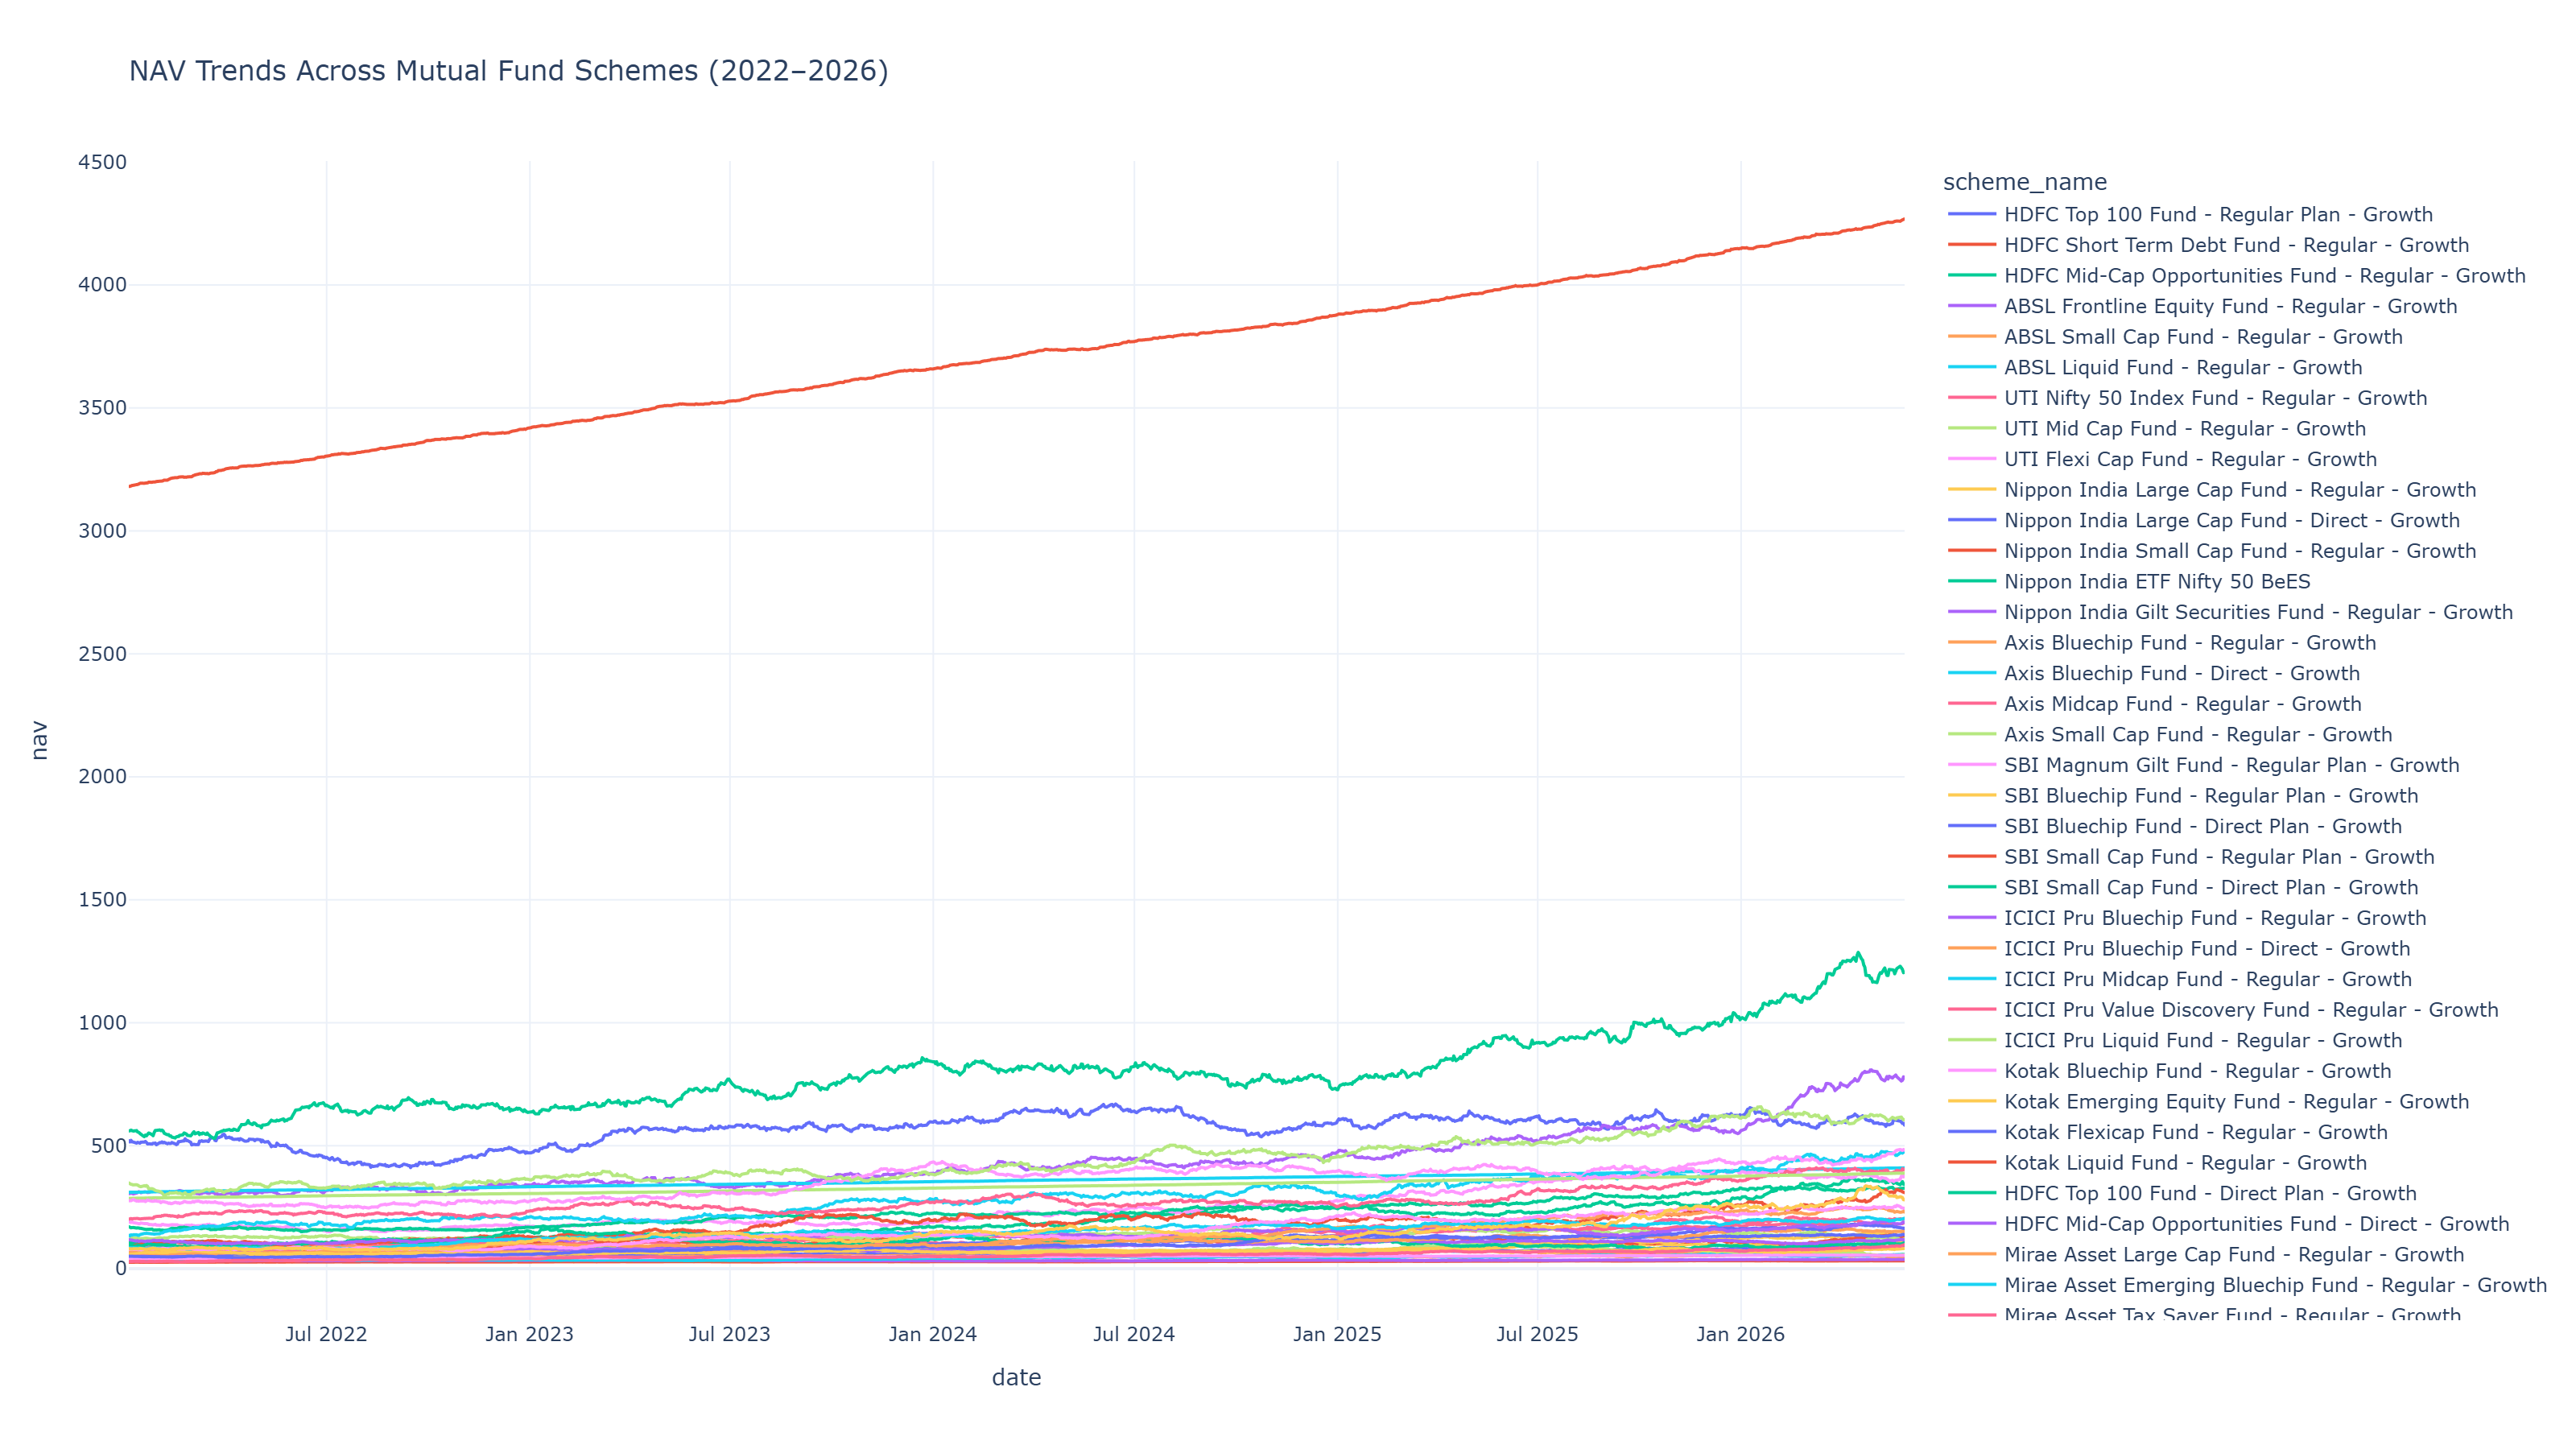 NAV Trends Across Mutual Fund Schemes (2022–2026)
nav
4500
4000
3500
3000
2500
2000
1500
1000
500
0
Jul 2022
Jan 2023
Jul 2023
Jan 2024
Jul 2024
Jan 2025
Jul 2025
Jan 2026
date
scheme_name
HDFC Top 100 Fund - Regular Plan - Growth
HDFC Short Term Debt Fund - Regular - Growth
HDFC Mid-Cap Opportunities Fund - Regular - Growth
ABSL Frontline Equity Fund - Regular - Growth
ABSL Small Cap Fund - Regular - Growth
ABSL Liquid Fund - Regular - Growth
UTI Nifty 50 Index Fund - Regular - Growth
UTI Mid Cap Fund - Regular - Growth
UTI Flexi Cap Fund - Regular - Growth
Nippon India Large Cap Fund - Regular - Growth
Nippon India Large Cap Fund - Direct - Growth
Nippon India Small Cap Fund - Regular - Growth
Nippon India ETF Nifty 50 BeES
Nippon India Gilt Securities Fund - Regular - Growth
Axis Bluechip Fund - Regular - Growth
Axis Bluechip Fund - Direct - Growth
Axis Midcap Fund - Regular - Growth
Axis Small Cap Fund - Regular - Growth
SBI Magnum Gilt Fund - Regular Plan - Growth
SBI Bluechip Fund - Regular Plan - Growth
SBI Bluechip Fund - Direct Plan - Growth
SBI Small Cap Fund - Regular Plan - Growth
SBI Small Cap Fund - Direct Plan - Growth
ICICI Pru Bluechip Fund - Regular - Growth
ICICI Pru Bluechip Fund - Direct - Growth
ICICI Pru Midcap Fund - Regular - Growth
ICICI Pru Value Discovery Fund - Regular - Growth
ICICI Pru Liquid Fund - Regular - Growth
Kotak Bluechip Fund - Regular - Growth
Kotak Emerging Equity Fund - Regular - Growth
Kotak Flexicap Fund - Regular - Growth
Kotak Liquid Fund - Regular - Growth
HDFC Top 100 Fund - Direct Plan - Growth
HDFC Mid-Cap Opportunities Fund - Direct - Growth
Mirae Asset Large Cap Fund - Regular - Growth
Mirae Asset Emerging Bluechip Fund - Regular - Growth
Mirae Asset Tax Saver Fund - Regular - Growth